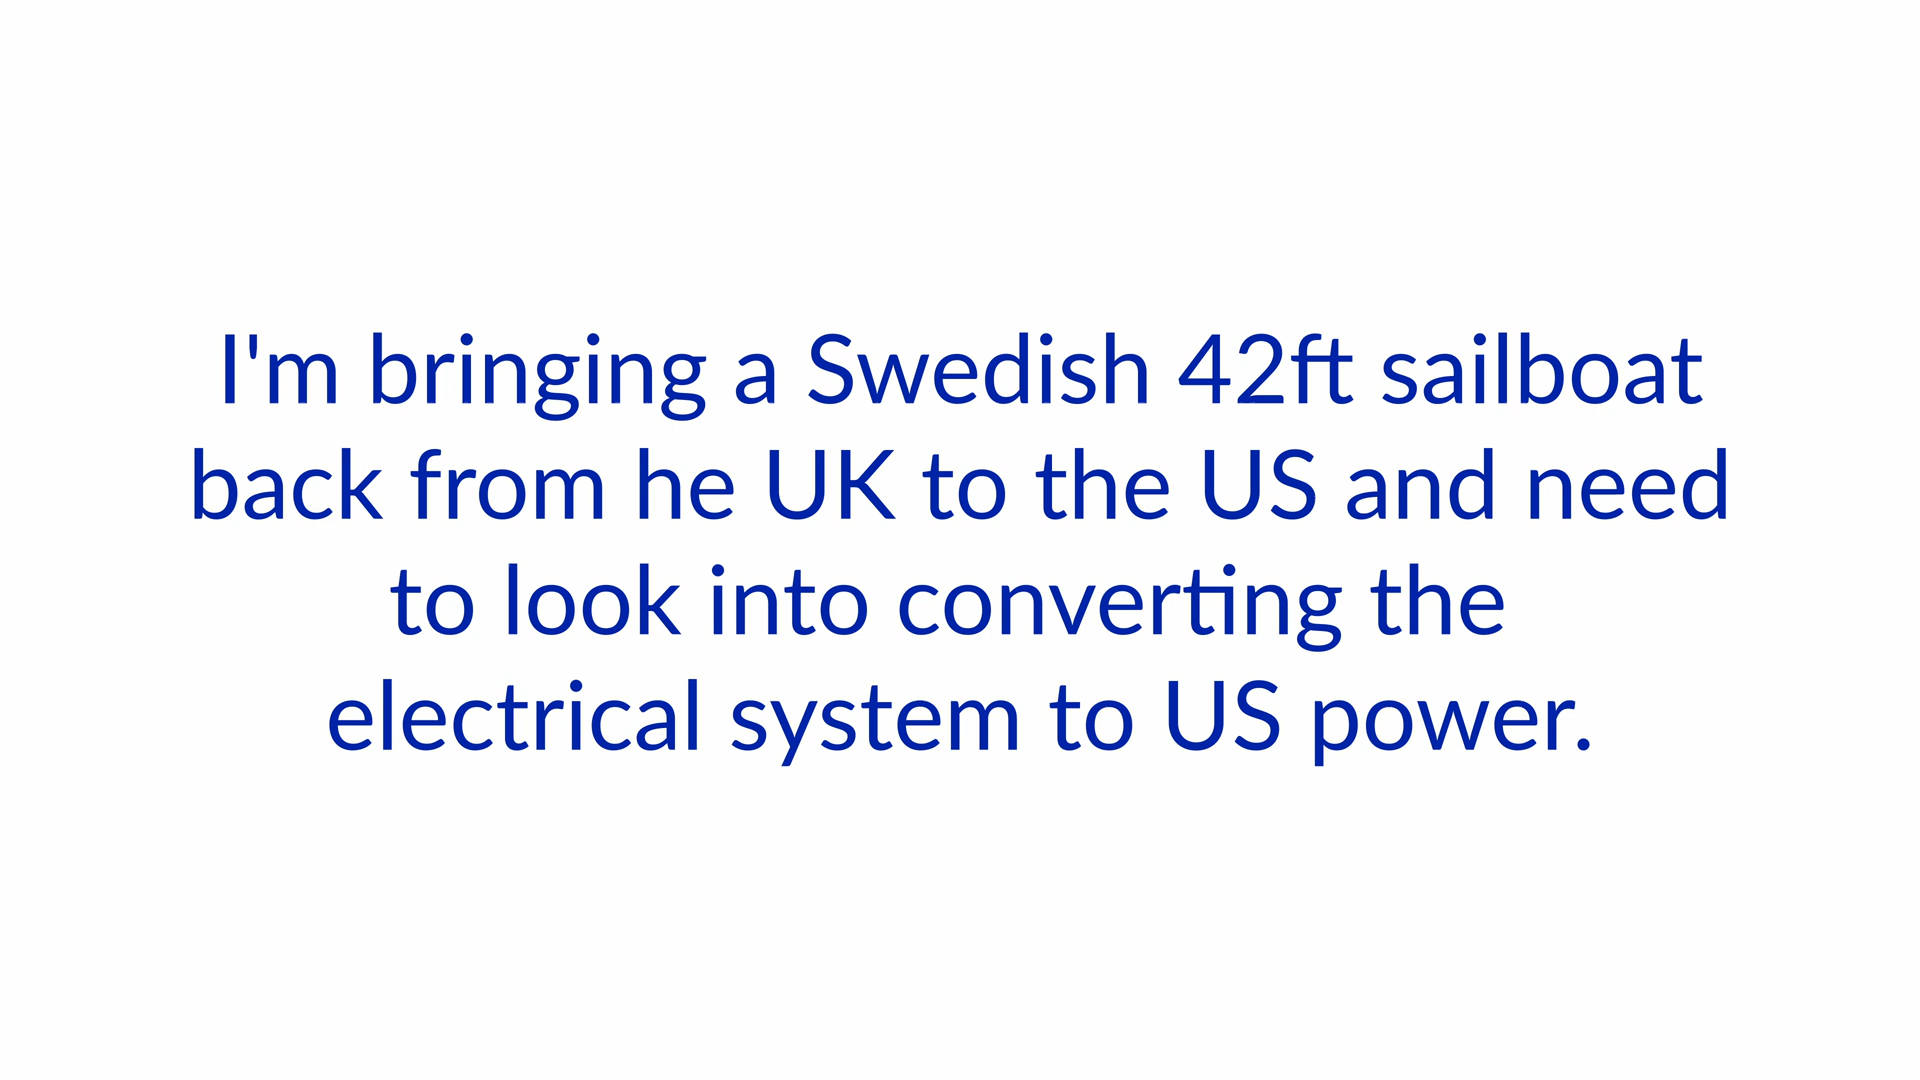 I'm bringing a Swedish 42ft sailboat
back from he UK to the US and need
to look into converting the
electrical system to US power.